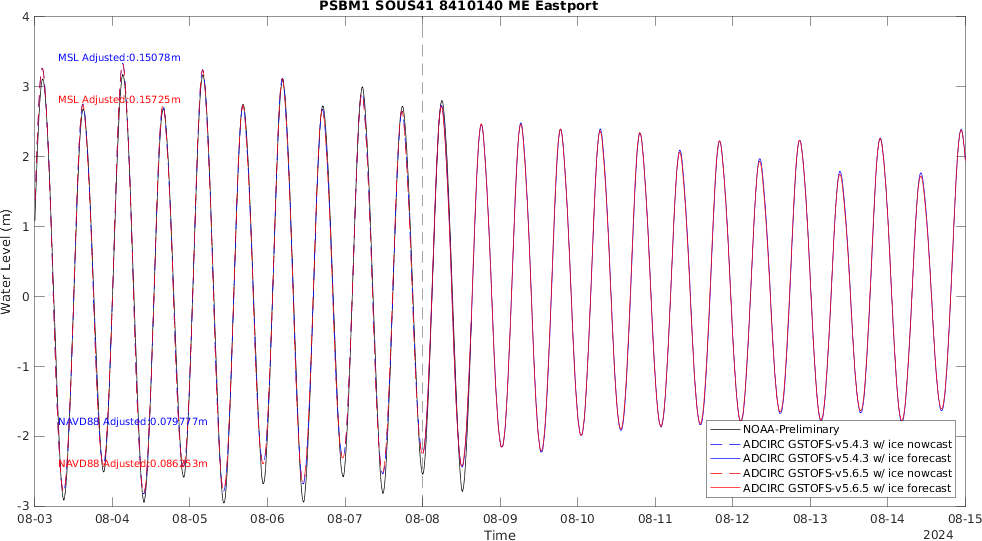 PSBM1 SOUS41 8410140 ME Eastport
4
3
2
1
0
-1
-2
-3
Water Level (m)
MSL Adjusted:0.15078m
MSL Adjusted:0.15725m
NAVD88 Adjusted:0.079777m
NAVD88 Adjusted:0.086253m
NOAA-Preliminary
ADCIRC GSTOFS-v5.4.3 w/ ice nowcast
ADCIRC GSTOFS-v5.4.3 w/ ice forecast
ADCIRC GSTOFS-v5.6.5 w/ ice nowcast
ADCIRC GSTOFS-v5.6.5 w/ ice forecast
08-03 08-04 08-05 08-06 08-07 08-08 08-09 08-10 08-11 08-12 08-13 08-14 08-15
Time
2024